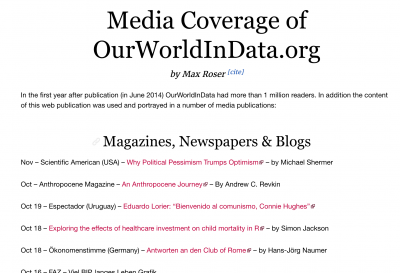 Media Coverage of
OurWorldInData.org
by Max Roser [cite]
In the first year after publication (in June 2014) OurWorldInData had more than 1 million readers. In addition the content
of this web publication was used and portrayed in a number of media publications:
Magazines, Newspapers & Blogs
Nov – Scientific American (USA) – Why Political Pessimism Trumps Optimism – by Michael Shermer
Oct – Anthropocene Magazine – An Anthropocene Journey – By Andrew C. Revkin
Oct 19 – Espectador (Uruguay) – Eduardo Lorier: “Bienvenido al comunismo, Connie Hughes”
Oct 18 – Exploring the effects of healthcare investment on child mortality in R – by Simon Jackson
Oct 18 – Ökonomenstimme (Germany) – Antworten an den Club of Rome – by Hans-Jörg Naumer
Oct 16 – FAZ – Viel BIP, langes Leben Grafik